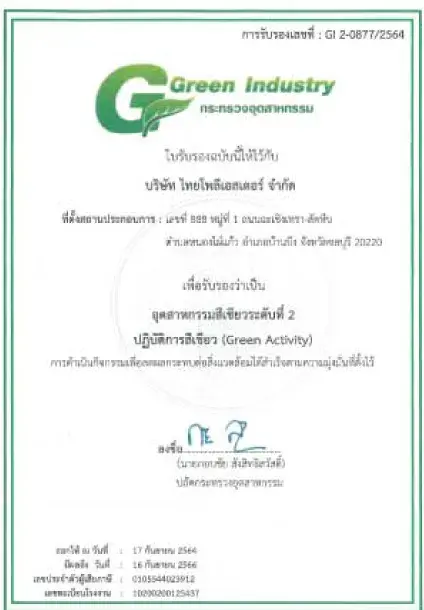 การรับรองเลขที่ : GI 2-0877/2564
Green Industry
กระทรวงอุตสาหกรรม
ใบรับรองฉบับนี้ให้ไว้กับ
บริษัท ไทยโพลีเอสเตอร์ จำกัด
ที่ตั้งสถานประกอบการ : เลขที่ 888 หมู่ที่ 1 ถนนฉะเชิงเทรา-สัตหีบ
ตำบลหนองไผ่แก้ว อำเภอบ้านบึง จังหวัดชลบุรี 20220
เพื่อรับรองว่าเป็น
อุตสาหกรรมสีเขียวระดับที่ 2
ปฏิบัติการสีเขียว (Green Activity)
การดำเนินกิจกรรมเพื่อลดผลกระทบต่อสิ่งแวดล้อมได้สำเร็จตามความมุ่งมั่นที่ตั้งไว้
ลงชื่อ
(นายกอบชัย สังสิทธิสวัสดิ์)
ปลัดกระทรวงอุตสาหกรรม
ออกให้ ณ วันที่ : 17 กันยายน 2564
มีผลถึง วันที่ : 16 กันยายน 2566
เลขประจำตัวผู้เสียภาษี : 0105544023912
เลขทะเบียนโรงงาน : 10200200125437